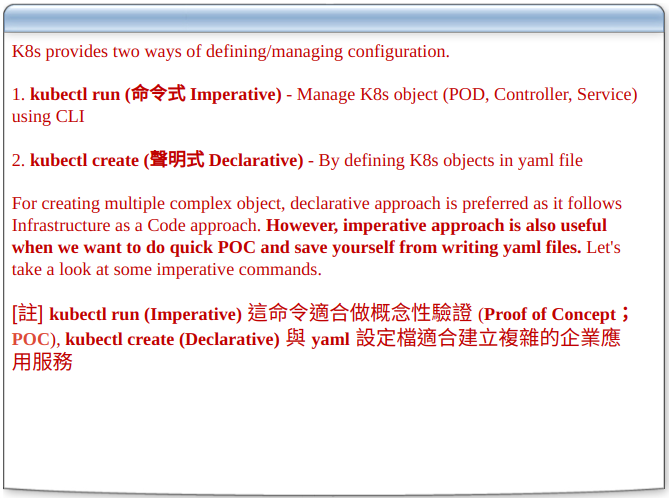 K8s provides two ways of defining/managing configuration.
1. kubectl run (命令式 Imperative) - Manage K8s object (POD, Controller, Service)
using CLI
2. kubectl create (聲明式 Declarative) - By defining K8s objects in yaml file
For creating multiple complex object, declarative approach is preferred as it follows
Infrastructure as a Code approach. However, imperative approach is also useful
when we want to do quick POC and save yourself from writing yaml files. Let's
take a look at some imperative commands.
[註] kubectl run (Imperative) 這命令適合做概念性驗證 (Proof of Concept；
POC), kubectl create (Declarative) 與 yaml 設定檔適合建立複雜的企業應
用服務